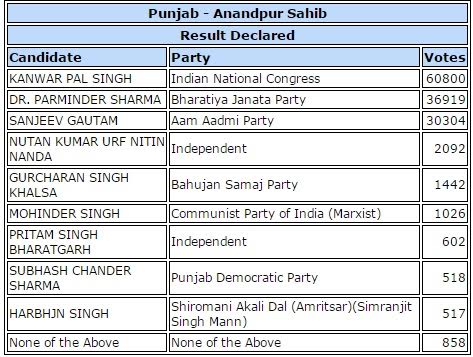 Punjab - Anandpur Sahib
Result Declared
Candidate Party Votes
KANWAR PAL SINGH Indian National Congress 60800
DR. PARMINDER SHARMA Bharatiya Janata Party 36919
SANJEEV GAUTAM Aam Aadmi Party 30304
NUTAN KUMAR URF NITIN
NANDA Independent 2092
GURCHARAN SINGH
KHALSA Bahujan Samaj Party 1442
MOHINDER SINGH Communist Party of India (Marxist) 1026
PRITAM SINGH
BHARATGARH Independent 602
SUBHASH CHANDER
SHARMA Punjab Democratic Party 518
HARBHJN SINGH Shiromani Akali Dal (Amritsar)(Simranjit
Singh Mann) 517
None of the Above None of the Above 858